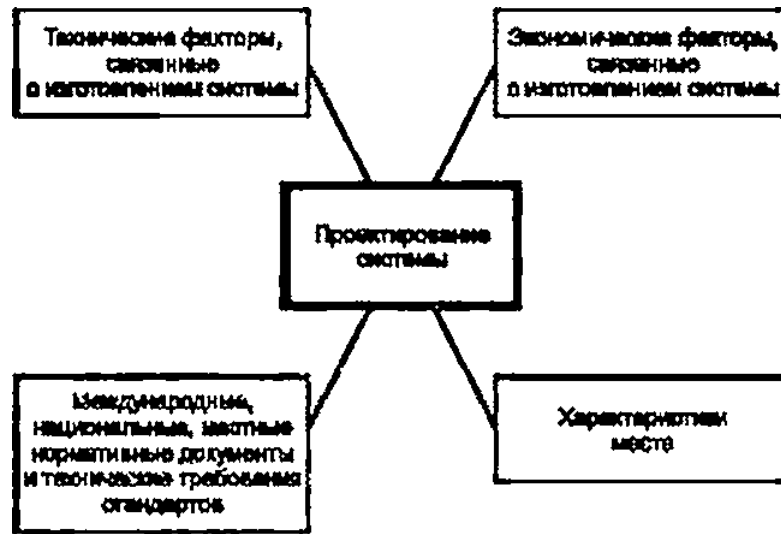 Технические факторы,
связанные
с изготовлением системы
Экономические факторы,
связанные
с изготовлением системы
Проектирование
системы
Международные,
национальные, местные
нормативные документы
и технические требования
стандартов
Характеристики
места